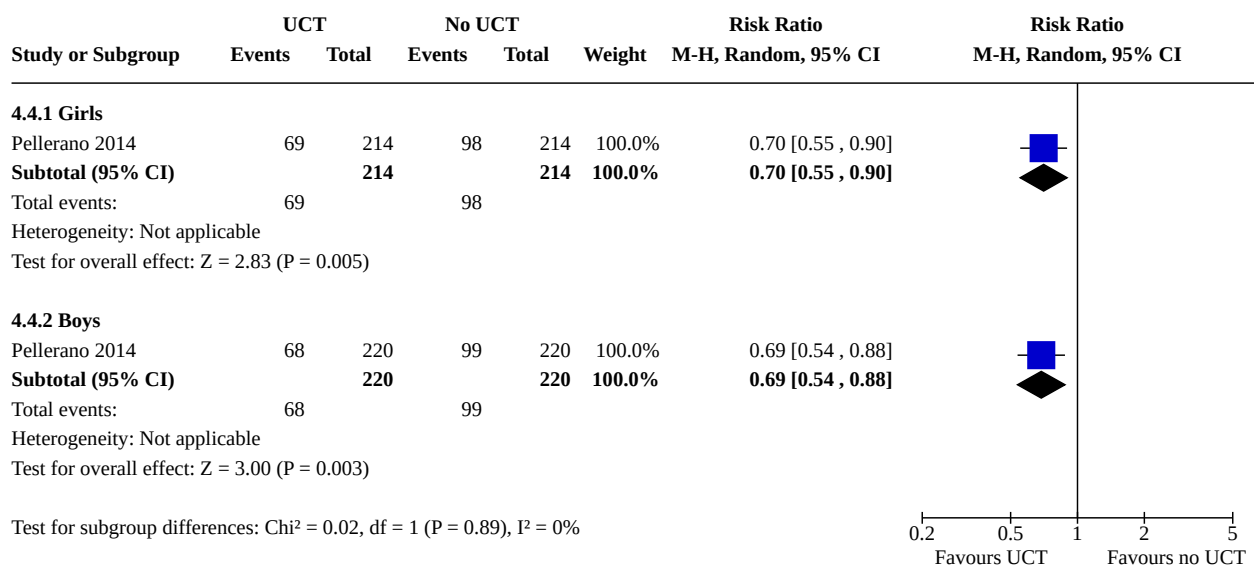 UCT No UCT Risk Ratio Risk Ratio
Study or Subgroup Events Total Events Total Weight M-H, Random, 95% CI M-H, Random, 95% CI
4.4.1 Girls
Pellerano 2014 69 214 98 214 100.0% 0.70 [0.55 , 0.90]
Subtotal (95% CI) 214 214 100.0% 0.70 [0.55 , 0.90]
Total events: 69 98
Heterogeneity: Not applicable
Test for overall effect: Z = 2.83 (P = 0.005)
4.4.2 Boys
Pellerano 2014 68 220 99 220 100.0% 0.69 [0.54 , 0.88]
Subtotal (95% CI) 220 220 100.0% 0.69 [0.54 , 0.88]
Total events: 68 99
Heterogeneity: Not applicable
Test for overall effect: Z = 3.00 (P = 0.003)
Test for subgroup differences: Chi² = 0.02, df = 1 (P = 0.89), I² = 0%
0.2 0.5 1 2 5
Favours UCT Favours no UCT